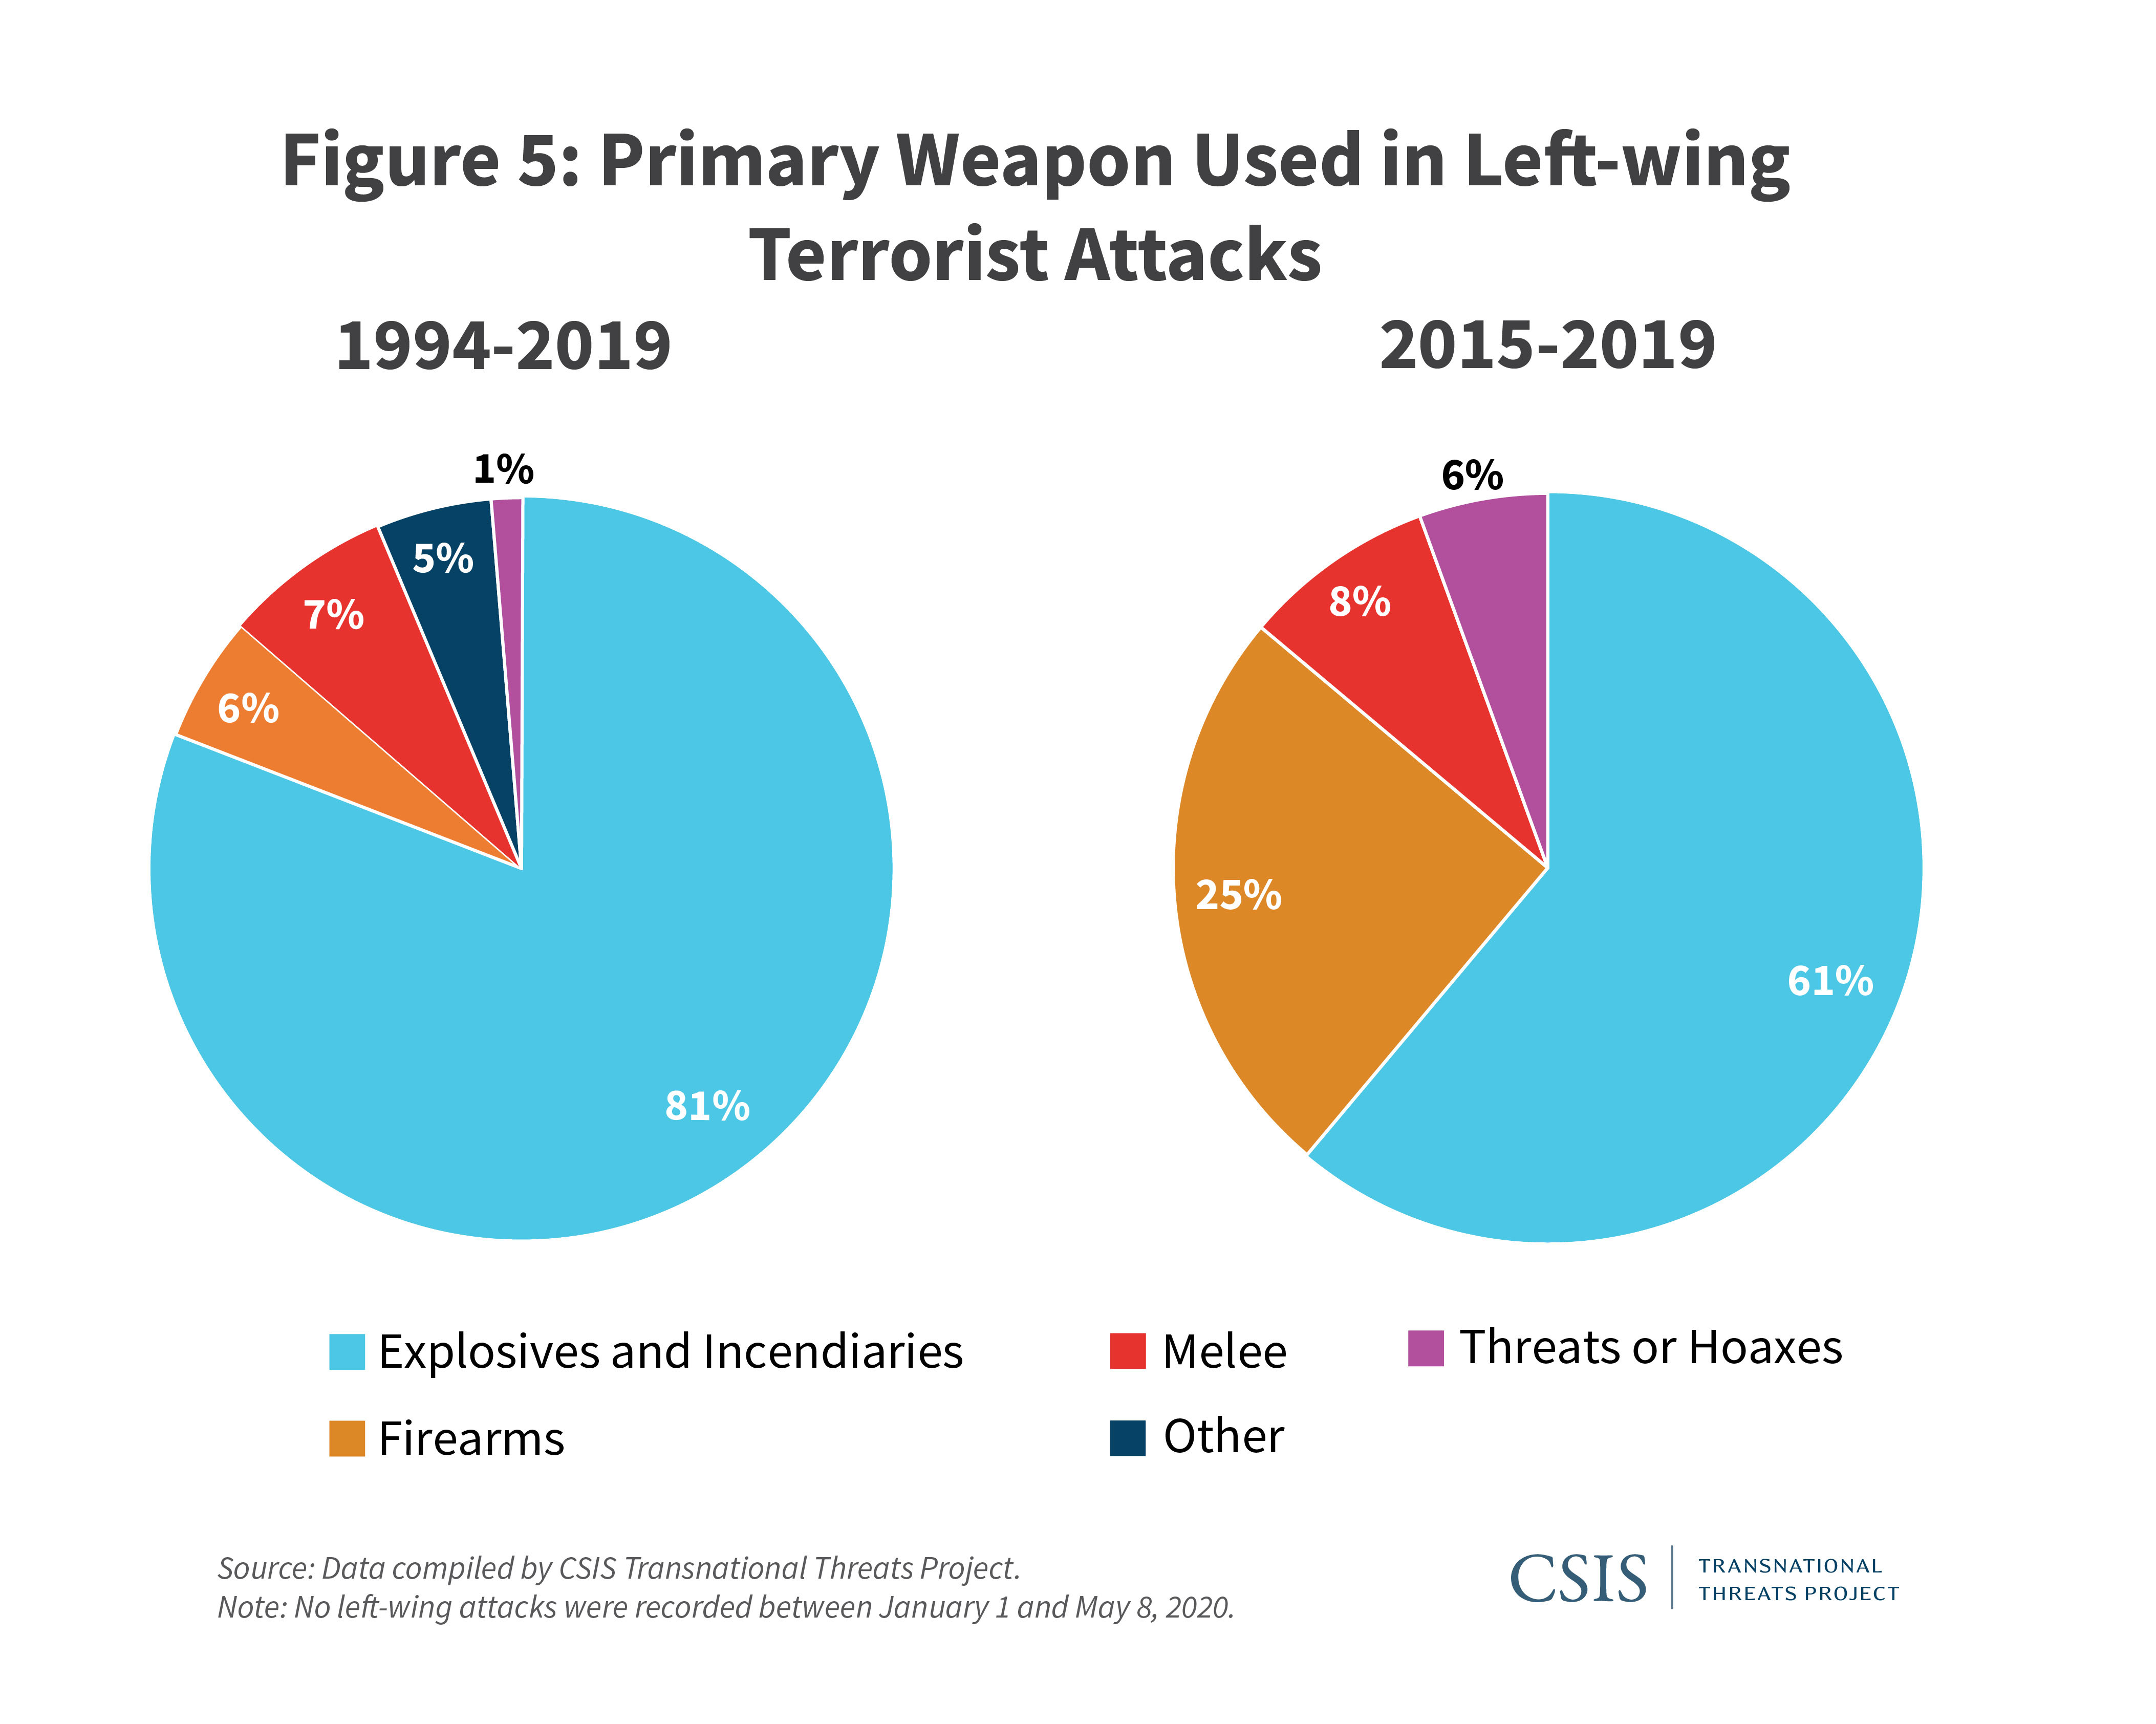 Figure 5: Primary Weapon Used in Left-wing
Terrorist Attacks
1994-2019
2015-2019
1%
5%
7%
6%
81%
6%
8%
25%
61%
Explosives and Incendiaries
Melee
Threats or Hoaxes
Firearms
Other
Source: Data compiled by CSIS Transnational Threats Project.
Note: No left-wing attacks were recorded between January 1 and May 8, 2020.
CSIS
TRANSNATIONAL
THREATS PROJECT